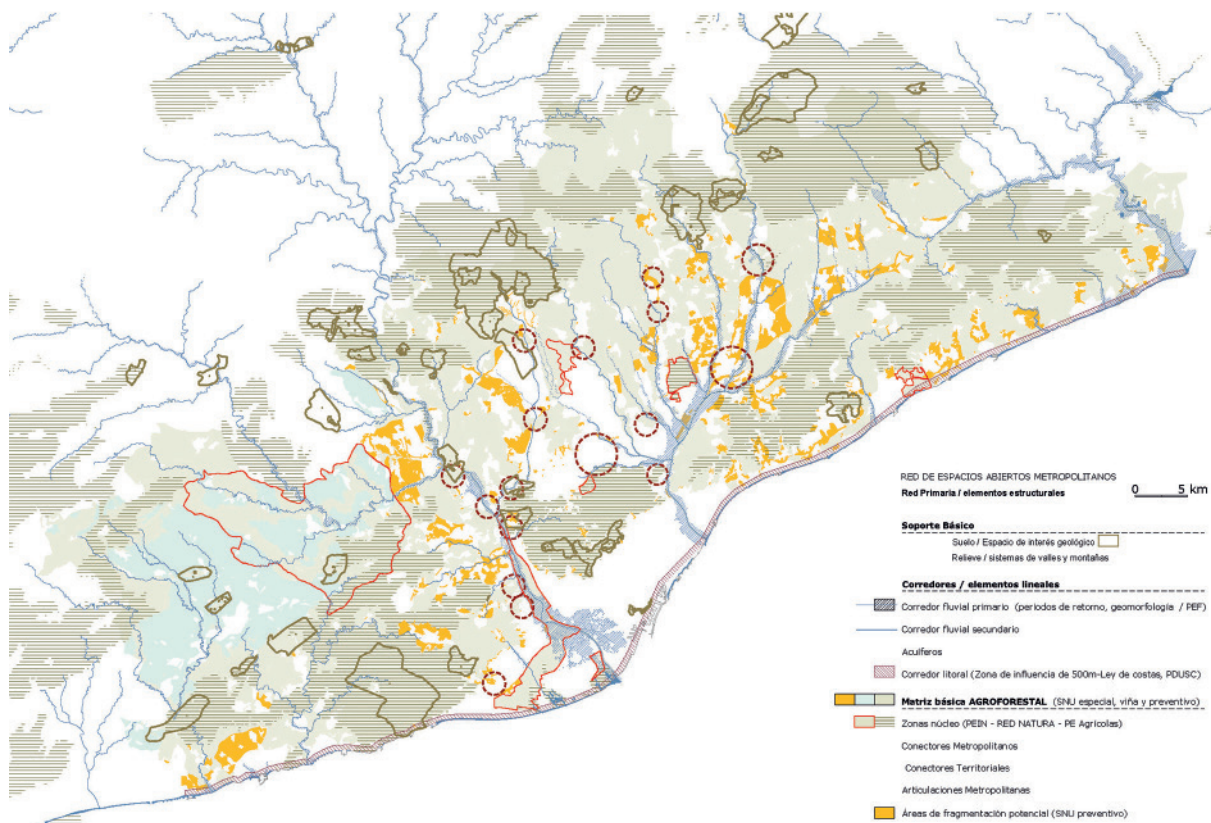 RED DE ESPACIOS ABIERTOS METROPOLITANOS
Red Primaria / elementos estructurales
0 5 km
Soporte Básico
Suelo / Espacio de interés geológico
Relieve / sistemas de valles y montañas
Corredores / elementos lineales
Corredor fluvial primario (periodos de retorno, geomorfología / PEF)
Corredor fluvial secundario
Acuíferos
Corredor litoral (Zona de influencia de 500m-Ley de costas, PDUSC)
Matriz básica AGROFORESTAL (SNU especial, viña y preventivo)
Zonas núcleo (PEIN - RED NATURA - PE Agrícolas)
Conectores Metropolitanos
Conectores Territoriales
Articulaciones Metropolitanas
Áreas de fragmentación potencial (SNU preventivo)